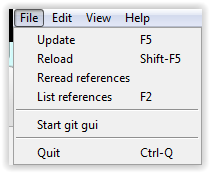 File Edit View Help
Update F5
Reload Shift-F5
Reread references
List references F2
Start git gui
Quit Ctrl-Q